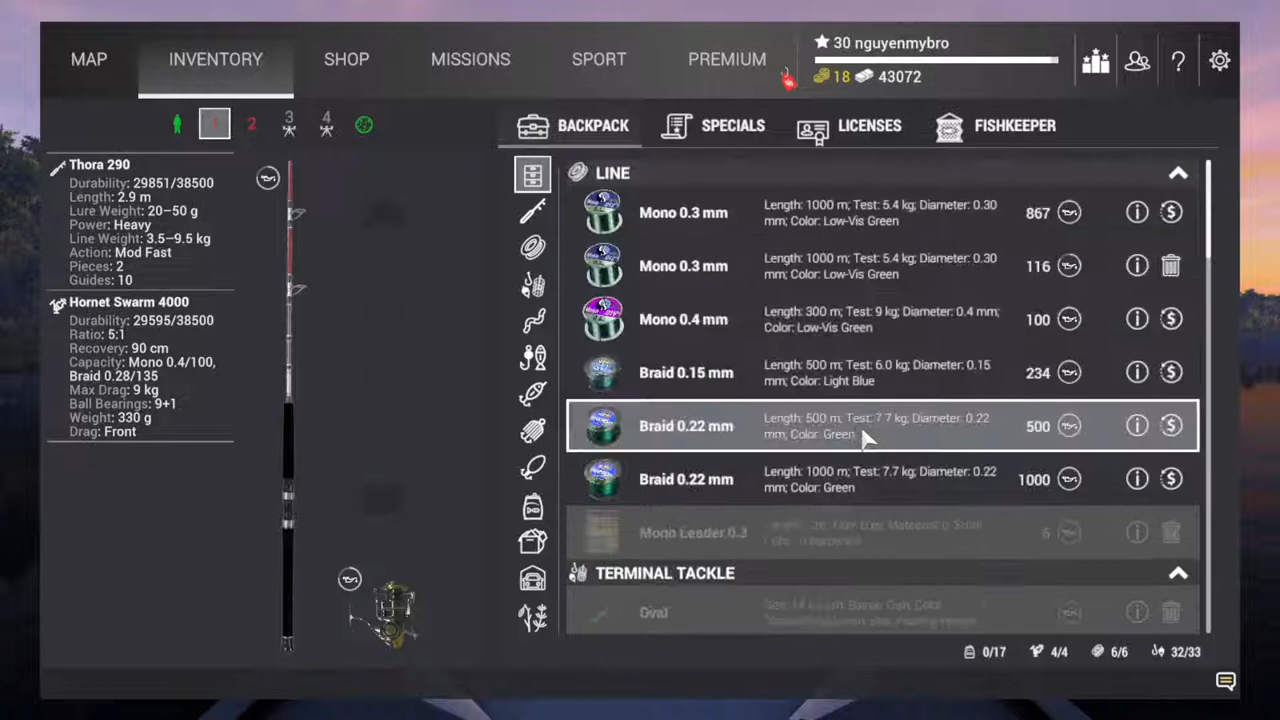 MAP
INVENTORY
SHOP
MISSIONS
SPORT
PREMIUM
30 nguyenmybro
18 43072
1 2 3 4
BACKPACK
SPECIALS
LICENSES
FISHKEEPER
Thora 290
Durability: 29851/38500
Length: 2.9 m
Lure Weight: 20–50 g
Power: Heavy
Line Weight: 3.5–9.5 kg
Action: Mod Fast
Pieces: 2
Guides: 10
Hornet Swarm 4000
Durability: 29595/38500
Ratio: 5:1
Recovery: 90 cm
Capacity: Mono 0.4/100,
Braid 0.28/135
Max Drag: 9 kg
Ball Bearings: 9+1
Weight: 330 g
Drag: Front
LINE
Mono 0.3 mm
Length: 1000 m; Test: 5.4 kg; Diameter: 0.30
mm; Color: Low-Vis Green
867
Mono 0.3 mm
Length: 1000 m; Test: 5.4 kg; Diameter: 0.30
mm; Color: Low-Vis Green
116
Mono 0.4 mm
Length: 300 m; Test: 9 kg; Diameter: 0.4 mm;
Color: Low-Vis Green
100
Braid 0.15 mm
Length: 500 m; Test: 6.0 kg; Diameter: 0.15
mm; Color: Light Blue
234
Braid 0.22 mm
Length: 500 m; Test: 7.7 kg; Diameter: 0.22
mm; Color: Green
500
Braid 0.22 mm
Length: 1000 m; Test: 7.7 kg; Diameter: 0.22
mm; Color: Green
1000
Mono Leader 0.3
TERMINAL TACKLE
Oval
0/17
4/4
6/6
32/33